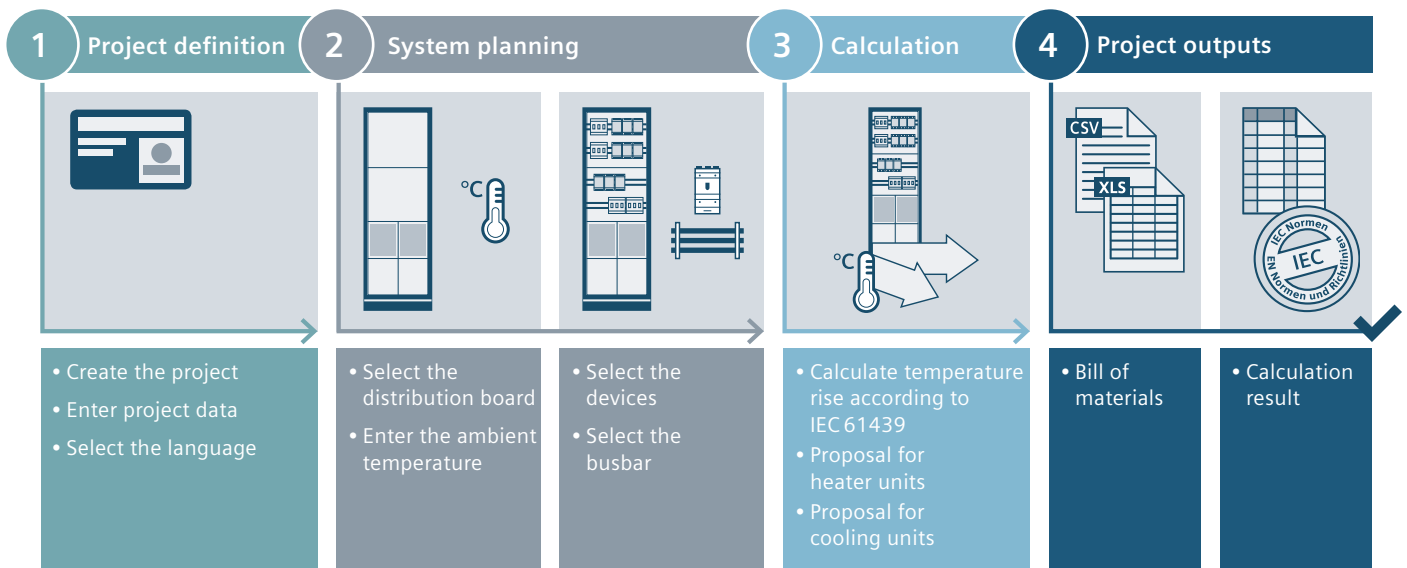 1 Project definition
2 System planning
3 Calculation
4 Project outputs
°C
°C
CSV
XLS
IEC Normen
IEC
EN Normen und Richtlinien
• Create the project
• Enter project data
• Select the language
• Select the
distribution board
• Enter the ambient
temperature
• Select the
devices
• Select the
busbar
• Calculate temperature
rise according to
IEC 61439
• Proposal for
heater units
• Proposal for
cooling units
• Bill of
materials
• Calculation
result